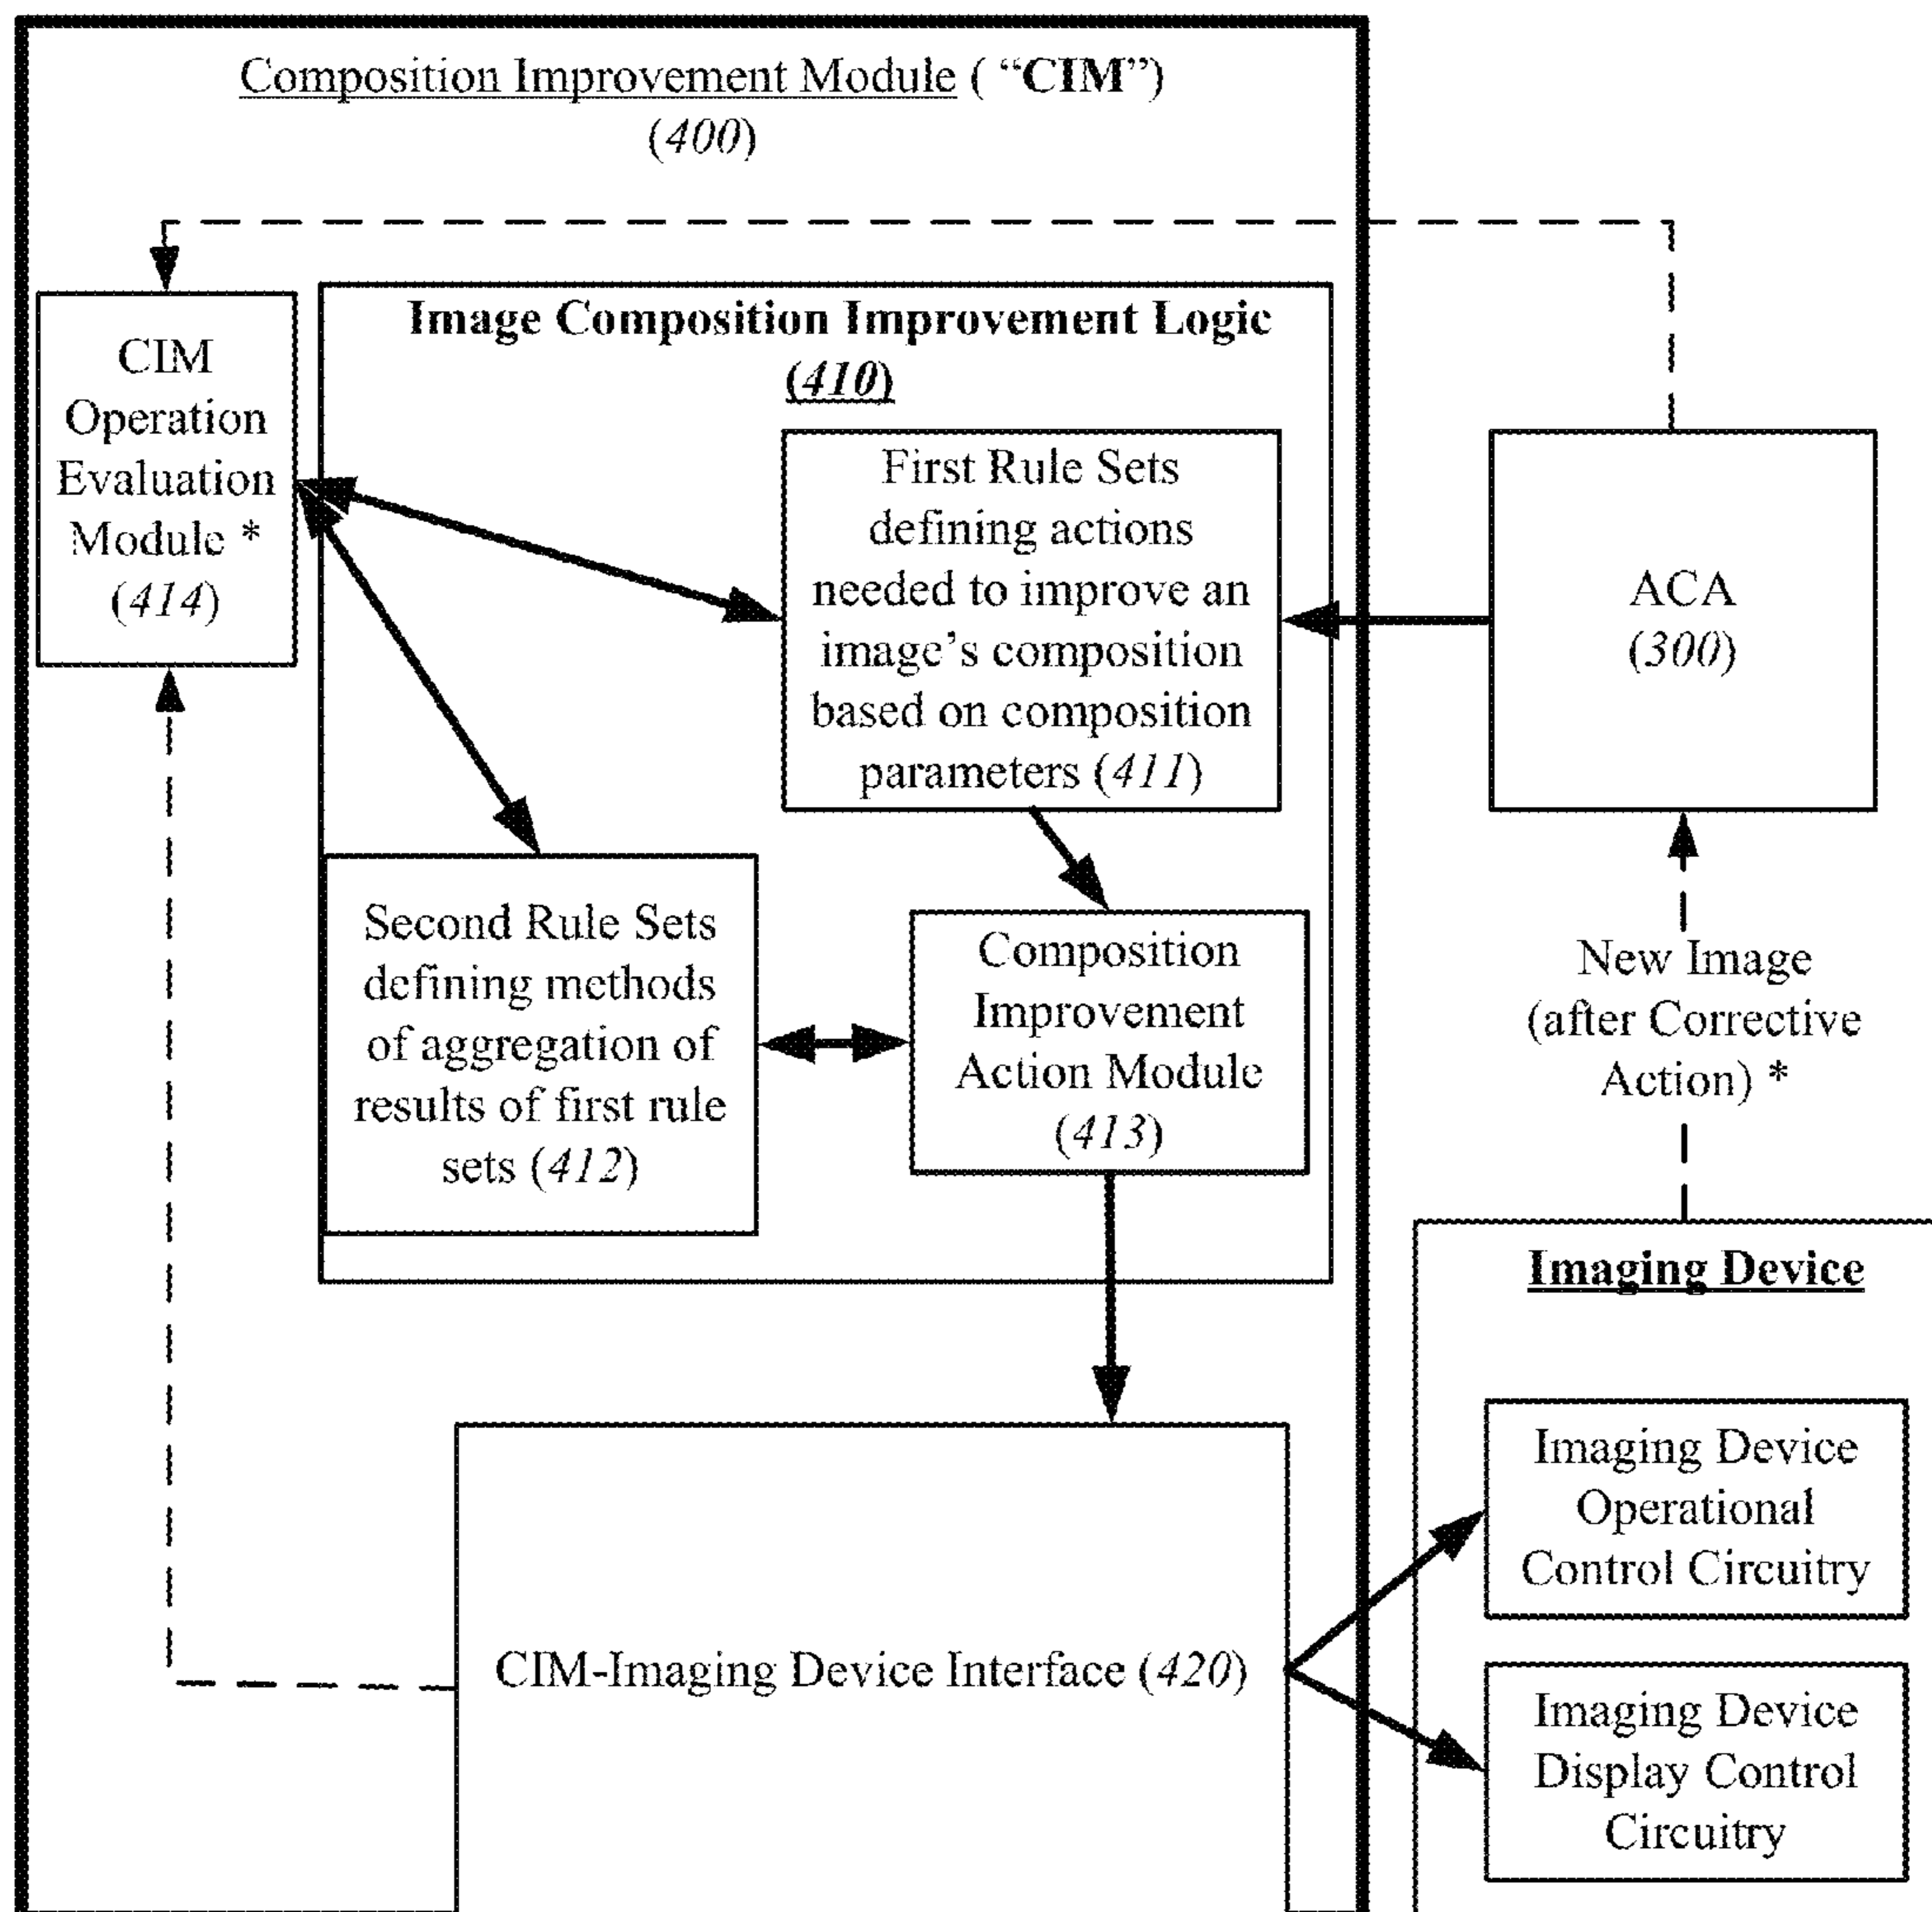 Composition Improvement Module ( “CIM”)
(400)
CIM
Operation
Evaluation
Module *
(414)
Image Composition Improvement Logic
(410)
First Rule Sets
defining actions
needed to improve an
image’s composition
based on composition
parameters (411)
ACA
(300)
Second Rule Sets
defining methods
of aggregation of
results of first rule
sets (412)
Composition
Improvement
Action Module
(413)
New Image
(after Corrective
Action) *
Imaging Device
Imaging Device
Operational
Control Circuitry
CIM-Imaging Device Interface (420)
Imaging Device
Display Control
Circuitry